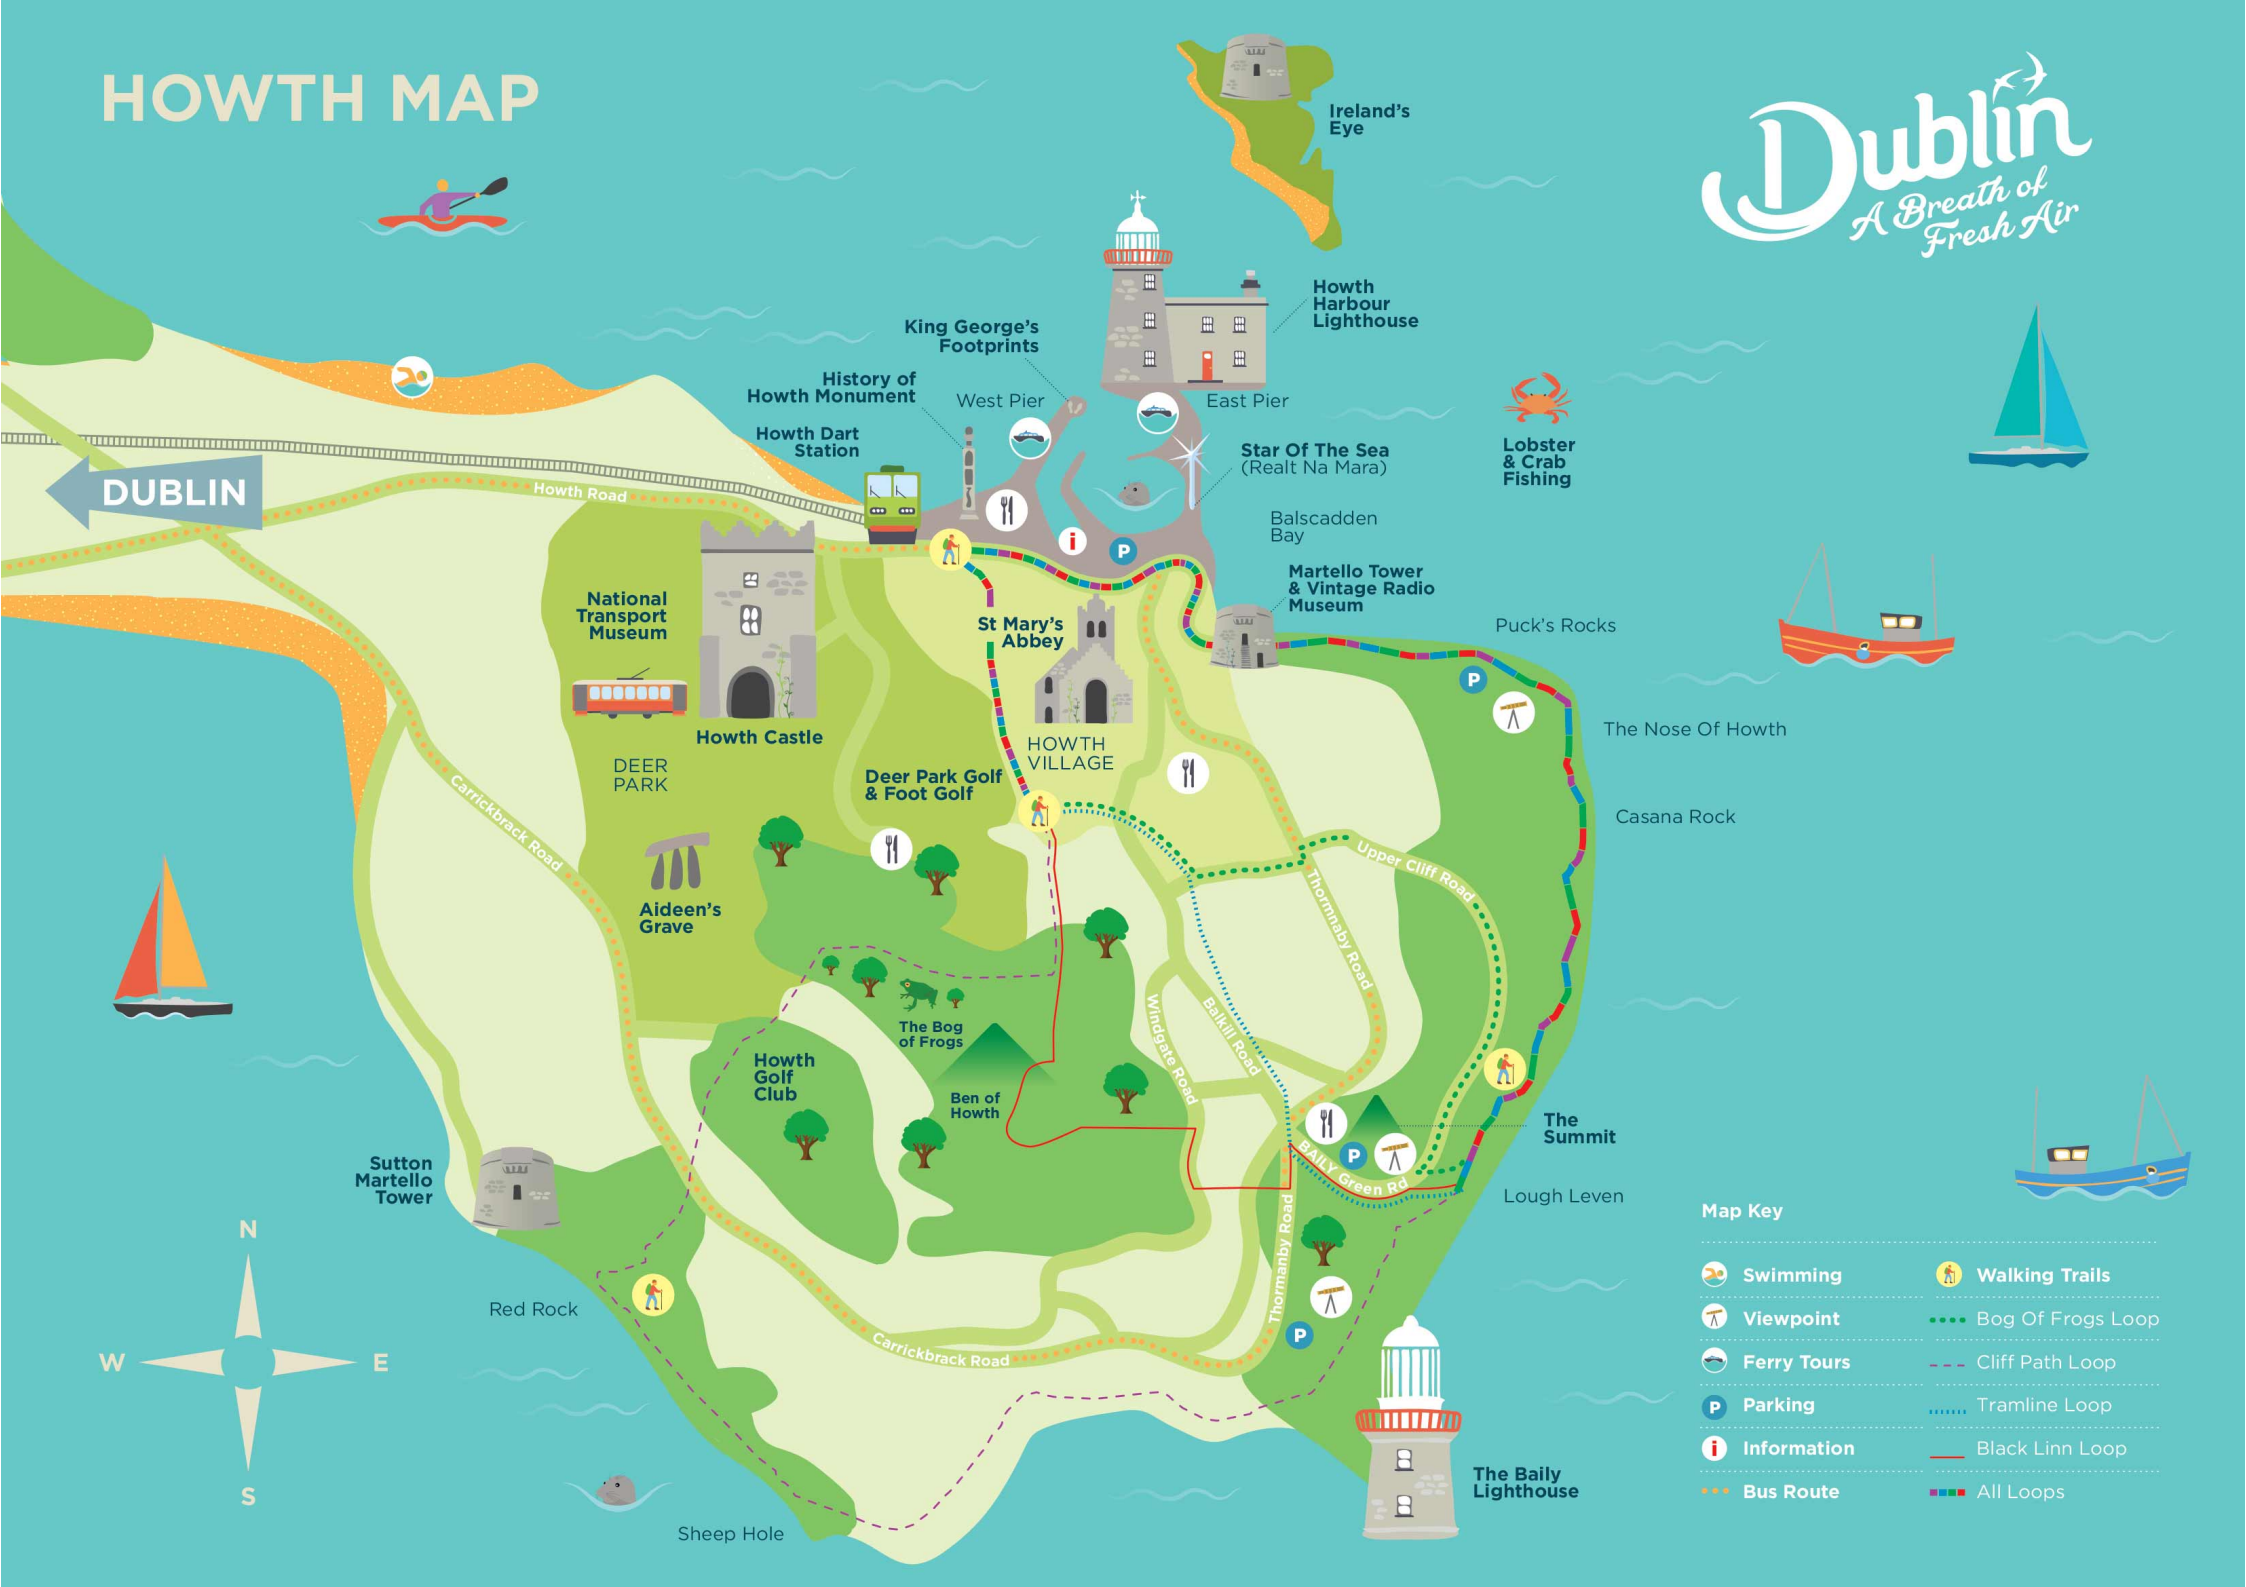 HOWTH MAP
Dublin
A Breath of
Fresh Air
Ireland's
Eye
Howth
Harbour
Lighthouse
King George's
Footprints
History of
Howth Monument
West Pier
East Pier
Howth Dart
Station
Star Of The Sea
(Realt Na Mara)
Lobster
& Crab
Fishing
DUBLIN
Howth Road
Balscadden
Bay
i
P
Martello Tower
& Vintage Radio
Museum
National
Transport
Museum
St Mary's
Abbey
Puck's Rocks
P
The Nose Of Howth
Howth Castle
HOWTH
VILLAGE
DEER
PARK
Deer Park Golf
& Foot Golf
Casana Rock
Carrickbrack Road
Upper Cliff Road
Thormnaby Road
Aideen's
Grave
Windgate Road
Balkill Road
The Bog
of Frogs
Howth
Golf
Club
Ben of
Howth
The
Summit
P
BAILY Green Rd
Sutton
Martello
Tower
Lough Leven
Thormanby Road
Red Rock
P
Carrickbrack Road
N
W
E
S
The Baily
Lighthouse
Sheep Hole
Map Key
Swimming
Walking Trails
Viewpoint
Bog Of Frogs Loop
Ferry Tours
Cliff Path Loop
P
Parking
Tramline Loop
i
Information
Black Linn Loop
Bus Route
All Loops